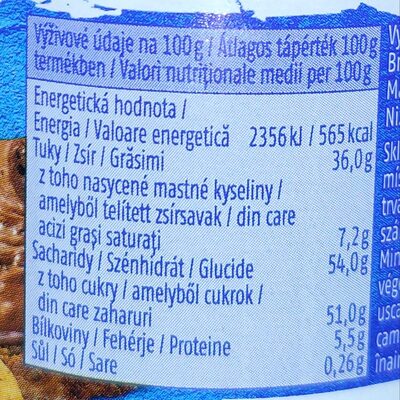 Výživové údaje na 100g / Átlagos tápérték 100g
termékben / Valori nutriționale medii per 100g
Energetická hodnota /
Energia / Valoare energetică 2356 kJ / 565 kcal
Tuky / Zsír / Grăsimi 36,0 g
z toho nasycené mastné kyseliny /
amelyből telített zsírsavak / din care
acizi grași saturați 7,2 g
Sacharidy / Szénhidrát / Glucide 54,0 g
z toho cukry / amelyből cukrok /
din care zaharuri 51,0 g
Bílkoviny / Fehérje / Proteine 5,5 g
Sůl / Só / Sare 0,26 g